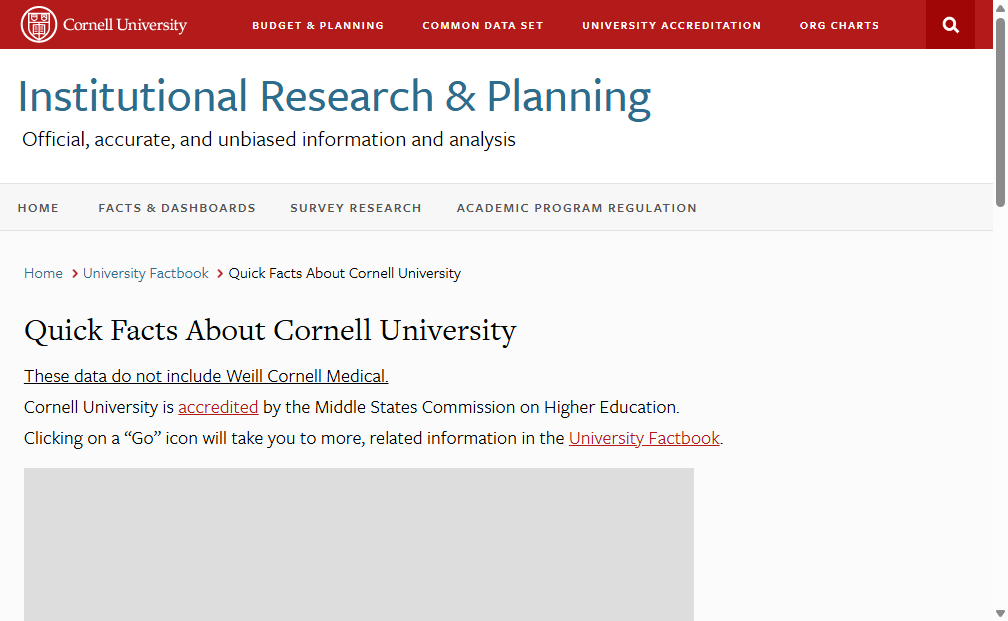 Cornell University
BUDGET & PLANNING
COMMON DATA SET
UNIVERSITY ACCREDITATION
ORG CHARTS
Institutional Research & Planning
Official, accurate, and unbiased information and analysis
HOME
FACTS & DASHBOARDS
SURVEY RESEARCH
ACADEMIC PROGRAM REGULATION
Home > University Factbook > Quick Facts About Cornell University
Quick Facts About Cornell University
These data do not include Weill Cornell Medical.
Cornell University is accredited by the Middle States Commission on Higher Education.
Clicking on a “Go” icon will take you to more, related information in the University Factbook.